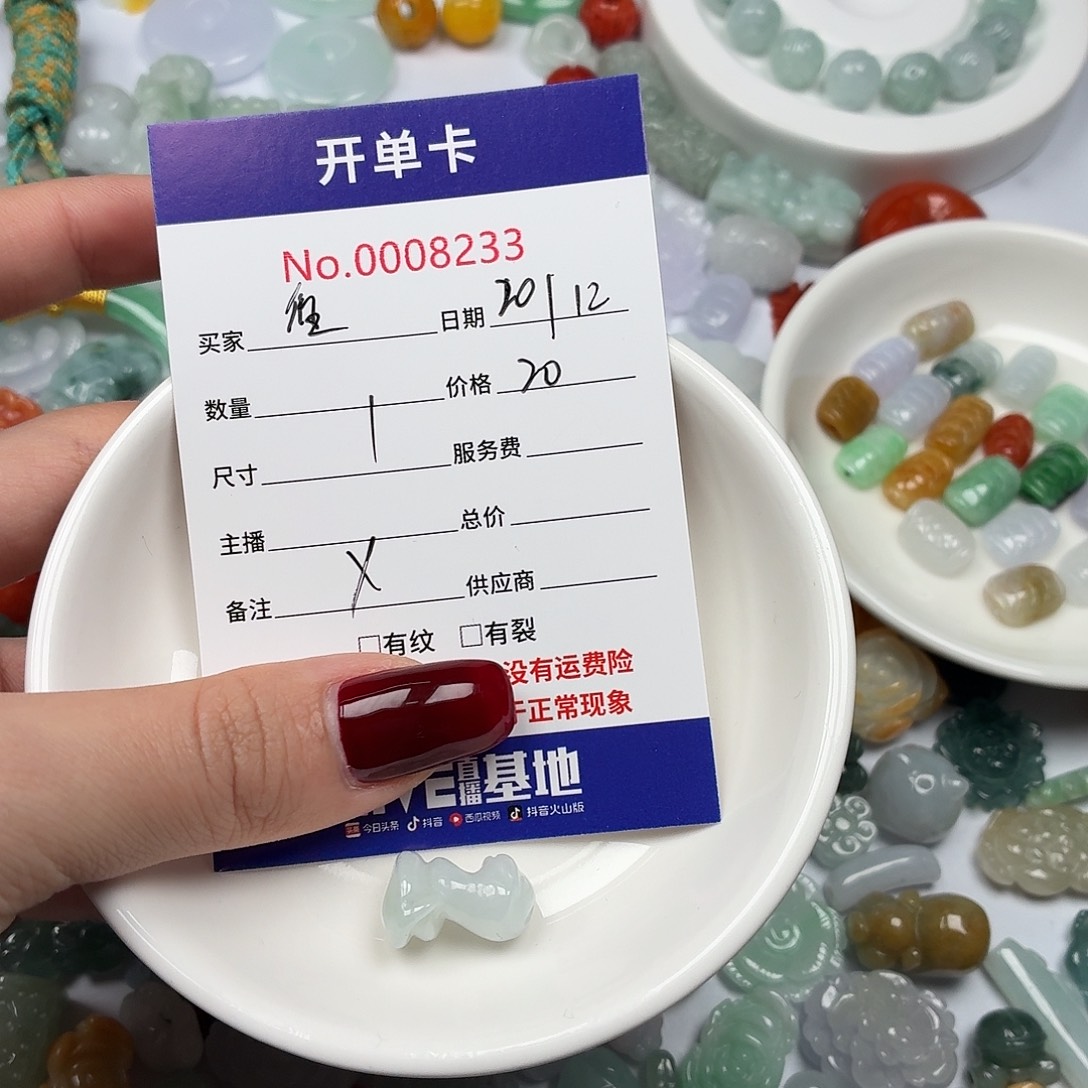 开单卡
No.0008233
买家 日期 20/12
数量 1 价格 20
尺寸 服务费
主播 总价
备注 X 供应商
□有纹 □有裂
没有运费险
正常现象
直播基地
今日头条 抖音 西瓜视频 抖音火山版